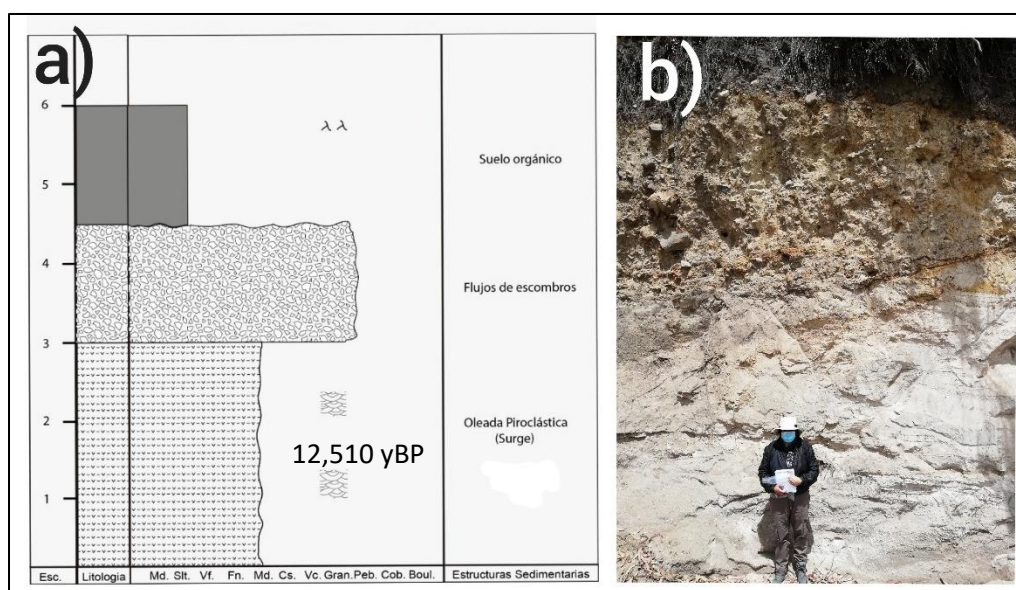 a)
b)
6
λ λ
Suelo orgánico
5
4
Flujos de escombros
3
2
Oleada Piroclástica
(Surge)
12,510 yBP
1
Esc. Litologia Md. Slt. Vf. Fn. Md. Cs. Vc. Gran. Peb. Cob. Boul. Estructuras Sedimentarias